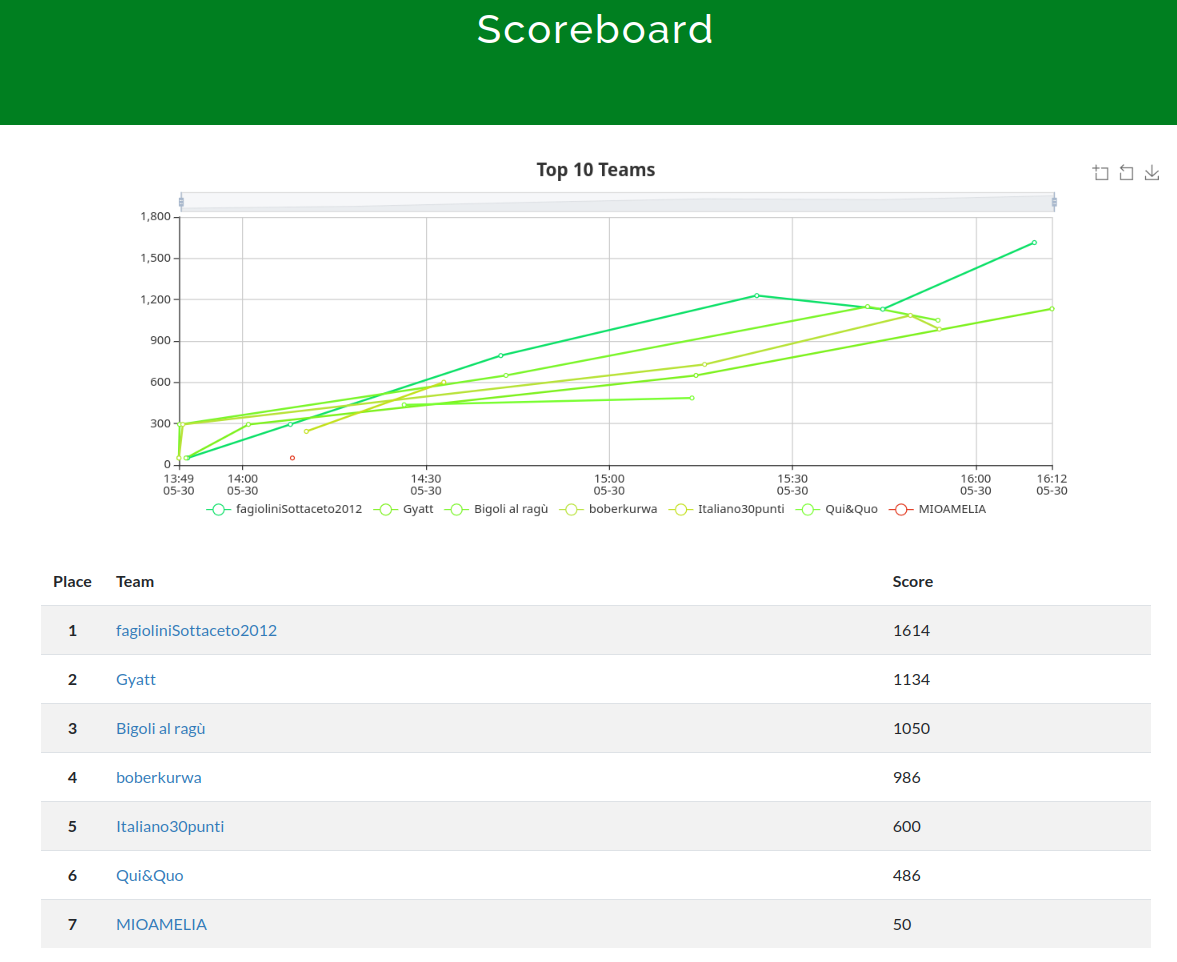 Scoreboard
Top 10 Teams
1,800
1,500
1,200
900
600
300
0
13:49 14:00 14:30 15:00 15:30 16:00 16:12
05-30 05-30 05-30 05-30 05-30 05-30 05-30
fagioliniSottaceto2012 Gyatt Bigoli al ragù boberkurwa Italiano30punti Qui&Quo MIOAMELIA
Place Team Score
1 fagioliniSottaceto2012 1614
2 Gyatt 1134
3 Bigoli al ragù 1050
4 boberkurwa 986
5 Italiano30punti 600
6 Qui&Quo 486
7 MIOAMELIA 50